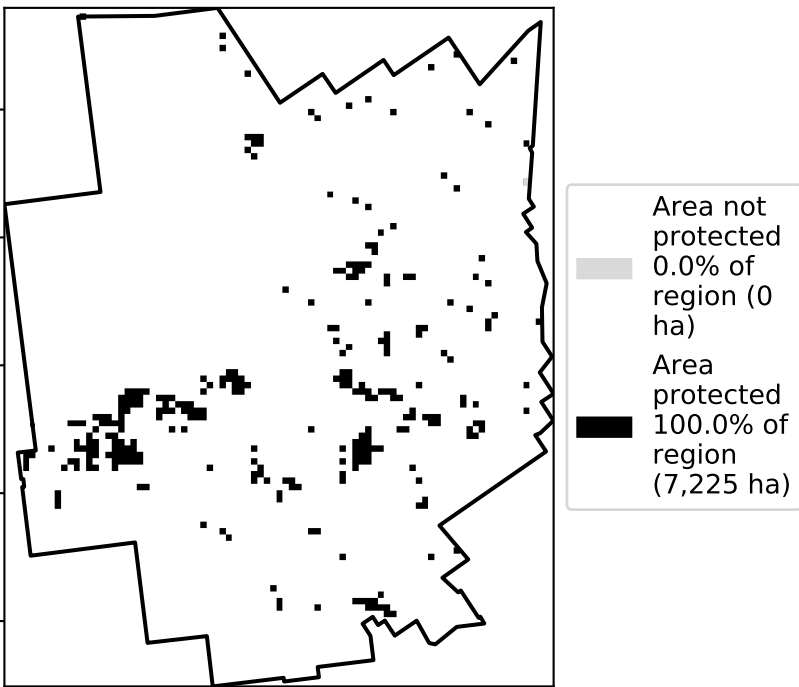 Area not
protected
0.0% of
region (0
ha)
Area
protected
100.0% of
region
(7,225 ha)